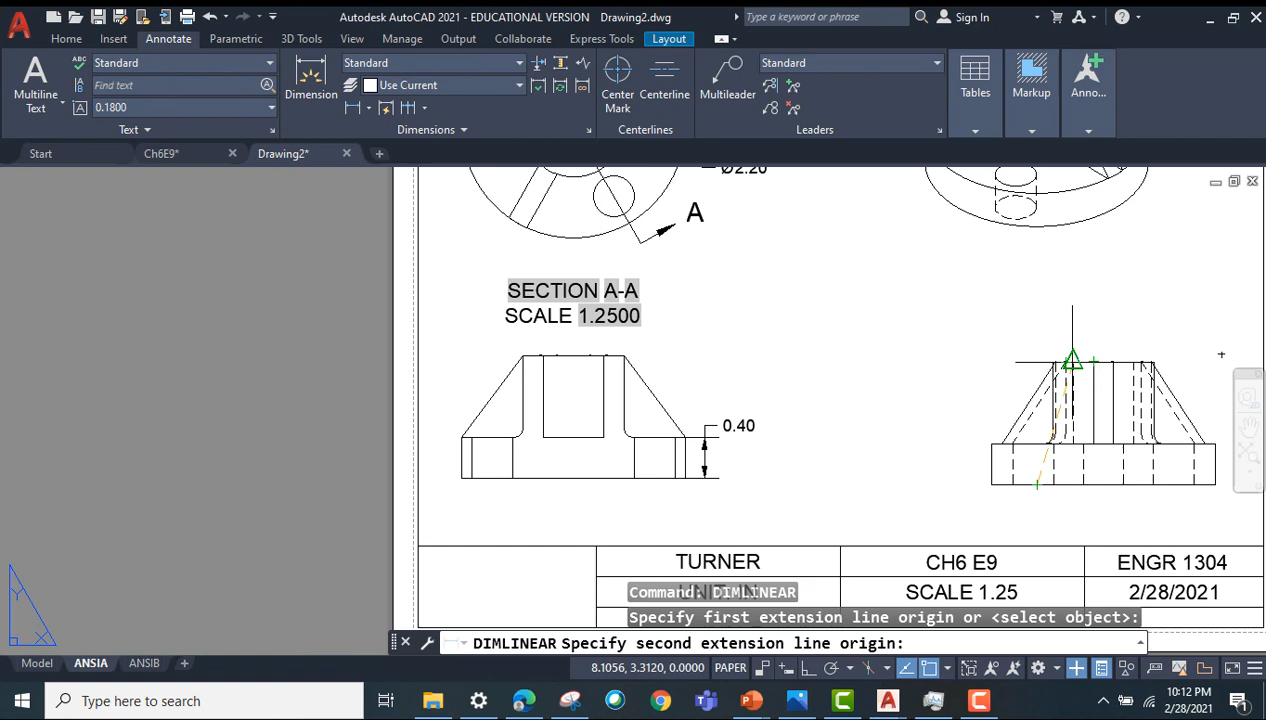 Autodesk AutoCAD 2021 - EDUCATIONAL VERSION Drawing2.dwg
Type a keyword or phrase
Sign In
Home Insert Annotate Parametric 3D Tools View Manage Output Collaborate Express Tools Layout
Multiline Text
Standard
Find text
0.1800
Text
Dimension
Standard
Use Current
Dimensions
Center Mark
Centerline
Centerlines
Multileader
Standard
Leaders
Tables
Markup
Anno...
Start Ch6E9* Drawing2*
Ø2.20
A
SECTION A-A
SCALE 1.2500
0.40
TURNER CH6 E9 ENGR 1304
UNIT: IN SCALE 1.25 2/28/2021
Command: DIMLINEAR
Specify first extension line origin or <select object>:
DIMLINEAR Specify second extension line origin:
Y
X
Model ANSIA ANSIB
8.1056, 3.3120, 0.0000 PAPER
Type here to search
10:12 PM
2/28/2021